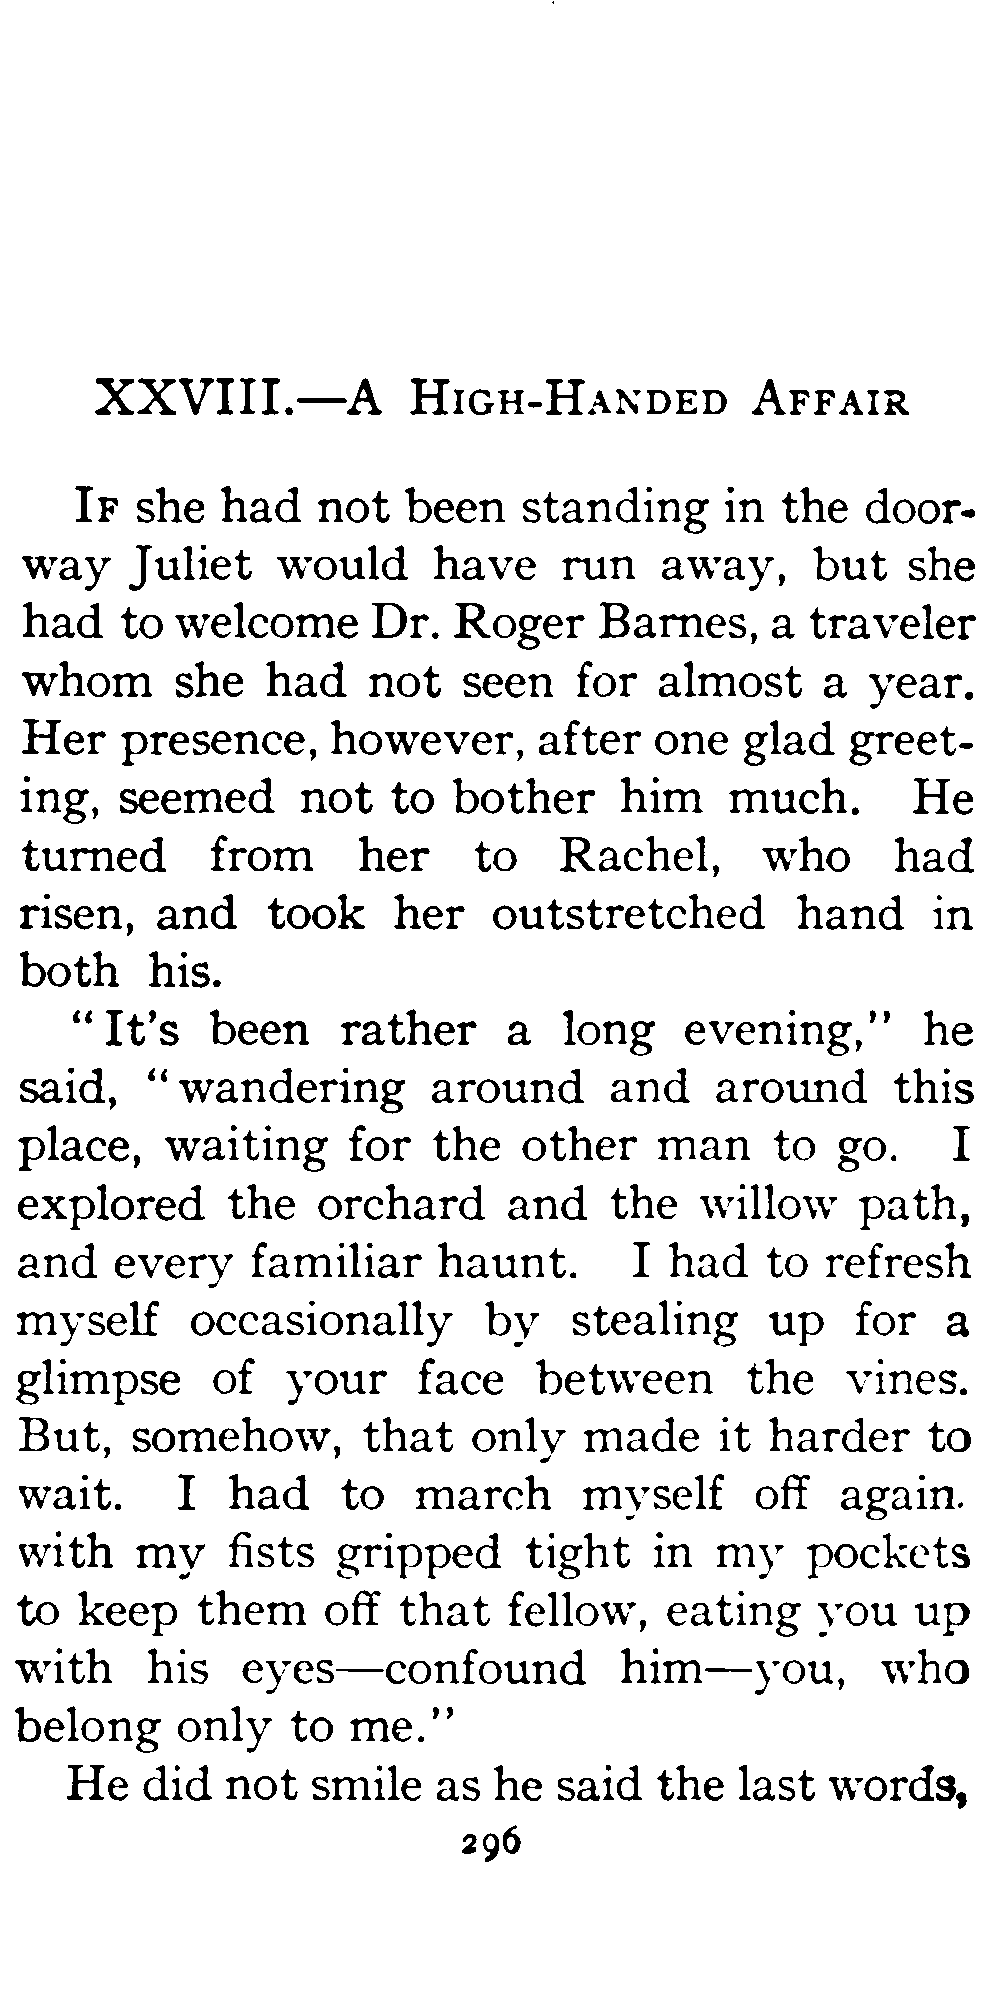 XXVIII.—A High-Handed Affair
If she had not been standing in the door-
way Juliet would have run away, but she
had to welcome Dr. Roger Barnes, a traveler
whom she had not seen for almost a year.
Her presence, however, after one glad greet-
ing, seemed not to bother him much. He
turned from her to Rachel, who had
risen, and took her outstretched hand in
both his.
"It's been rather a long evening," he
said, "wandering around and around this
place, waiting for the other man to go. I
explored the orchard and the willow path,
and every familiar haunt. I had to refresh
myself occasionally by stealing up for a
glimpse of your face between the vines.
But, somehow, that only made it harder to
wait. I had to march myself off again.
with my fists gripped tight in my pockets
to keep them off that fellow, eating you up
with his eyes—confound him—you, who
belong only to me."
He did not smile as he said the last words,
296